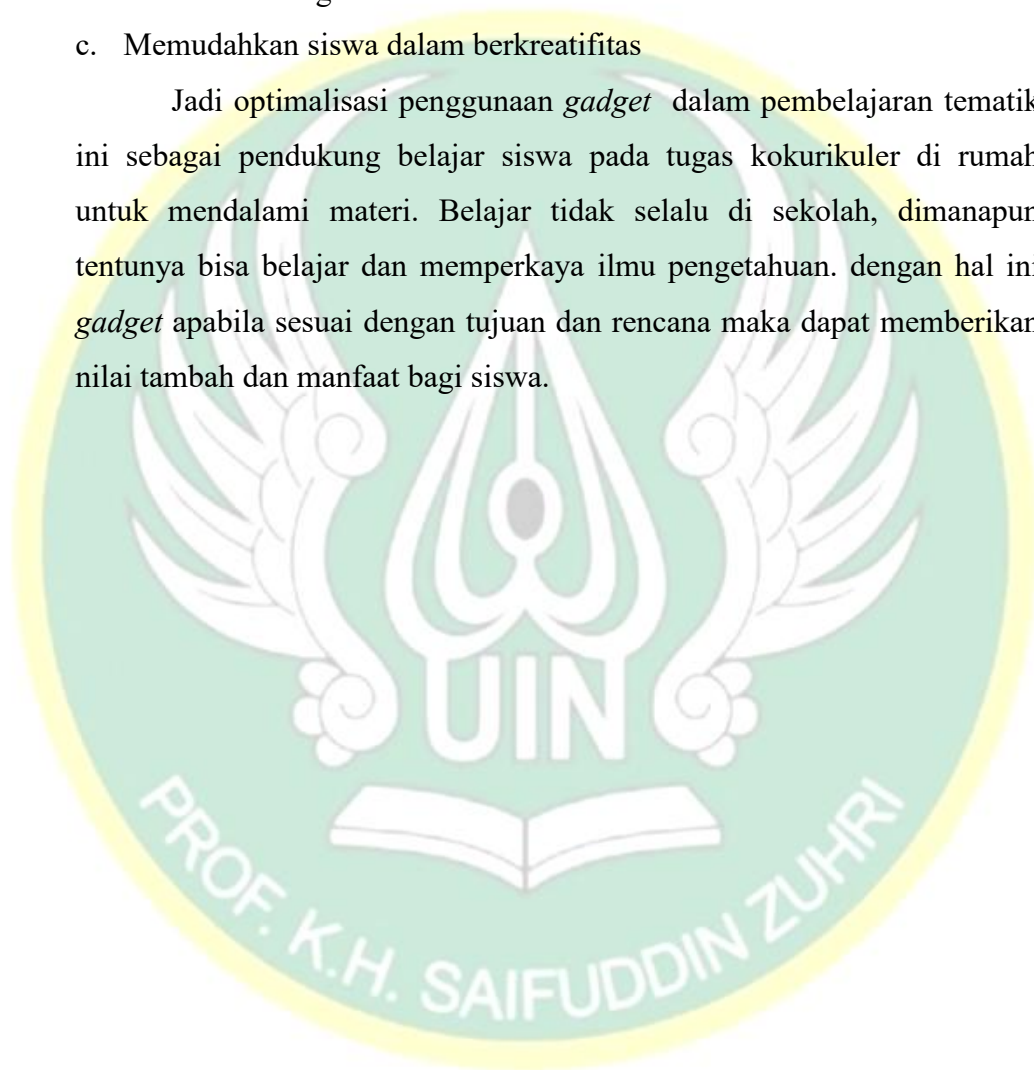 c. Memudahkan siswa dalam berkreatifitas
Jadi optimalisasi penggunaan gadget dalam pembelajaran tematik
ini sebagai pendukung belajar siswa pada tugas kokurikuler di rumah
untuk mendalami materi. Belajar tidak selalu di sekolah, dimanapun
tentunya bisa belajar dan memperkaya ilmu pengetahuan. dengan hal ini
gadget apabila sesuai dengan tujuan dan rencana maka dapat memberikan
nilai tambah dan manfaat bagi siswa.
UIN
PROF. K.H. SAIFUDDIN ZUHRI